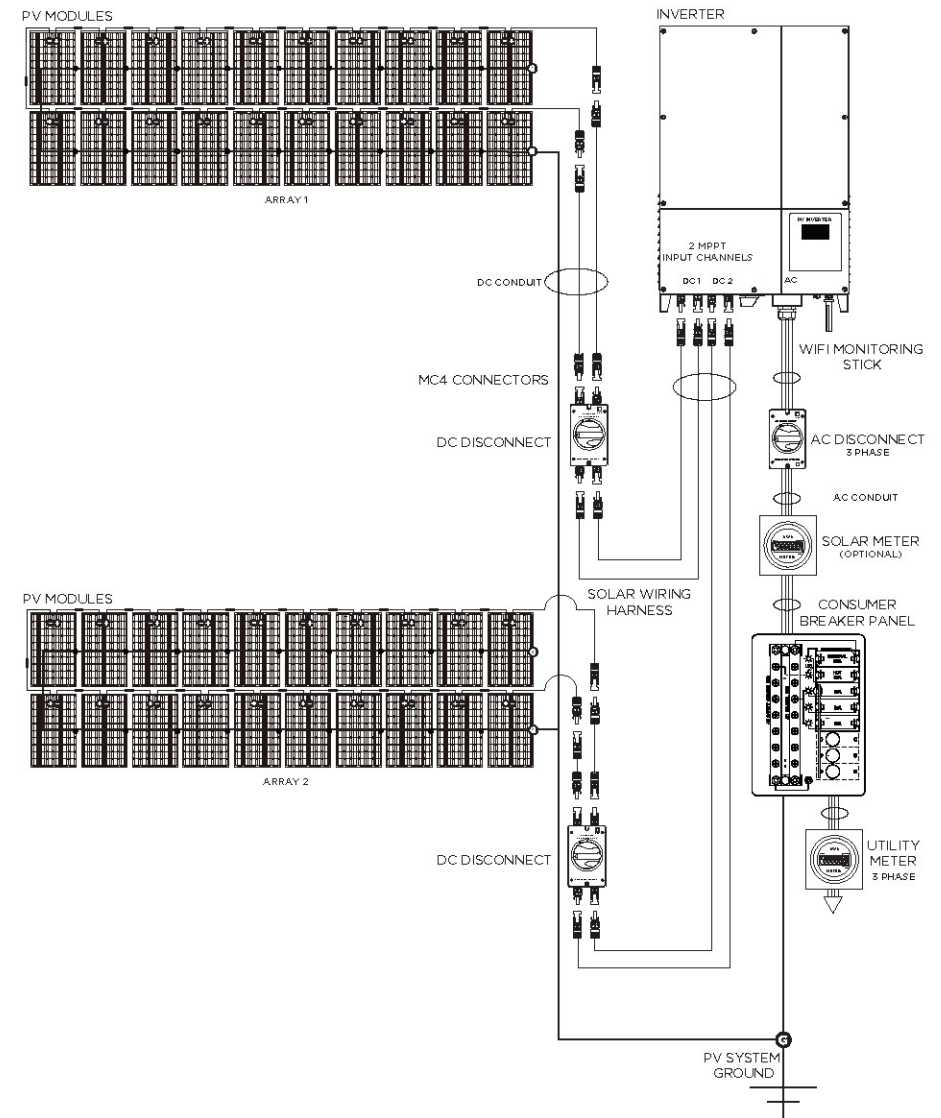 PV MODULES
INVERTER
ARRAY 1
PV INVERTER
2 MPPT
INPUT CHANNELS
DC 1 DC 2
AC
DC CONDUIT
WIFI MONITORING
STICK
MC4 CONNECTORS
DC DISCONNECT
AC DISCONNECT
3 PHASE
AC CONDUIT
SOLAR METER
(OPTIONAL)
SOLAR WIRING
HARNESS
PV MODULES
CONSUMER
BREAKER PANEL
ARRAY 2
DC DISCONNECT
UTILITY
METER
3 PHASE
G
PV SYSTEM
GROUND